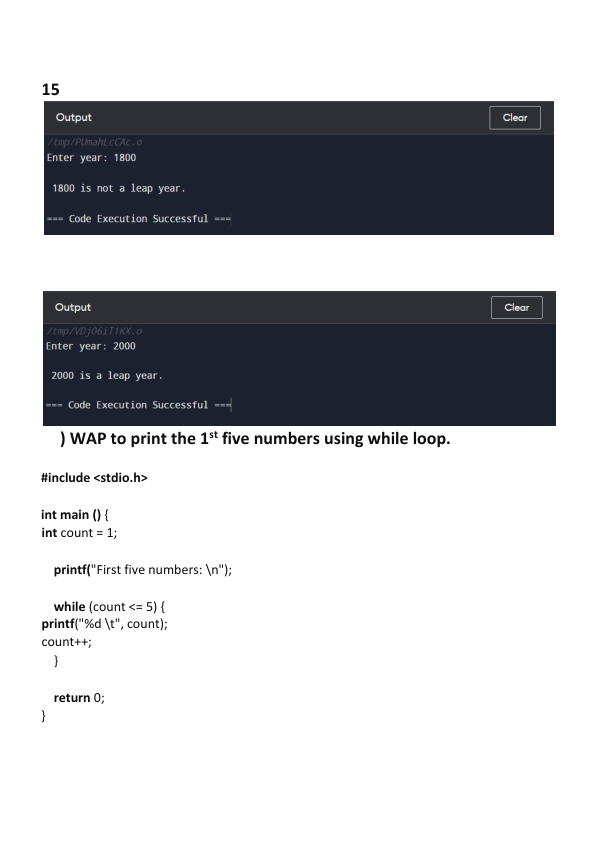 15
Output Clear
/tmp/PUmahLcCAc.o
Enter year: 1800
1800 is not a leap year.
=== Code Execution Successful ===
Output Clear
/tmp/VDjO6iT1KX.o
Enter year: 2000
2000 is a leap year.
=== Code Execution Successful ===
) WAP to print the 1st five numbers using while loop.
#include <stdio.h>
int main () {
int count = 1;
printf("First five numbers: \n");
while (count <= 5) {
printf("%d \t", count);
count++;
}
return 0;
}